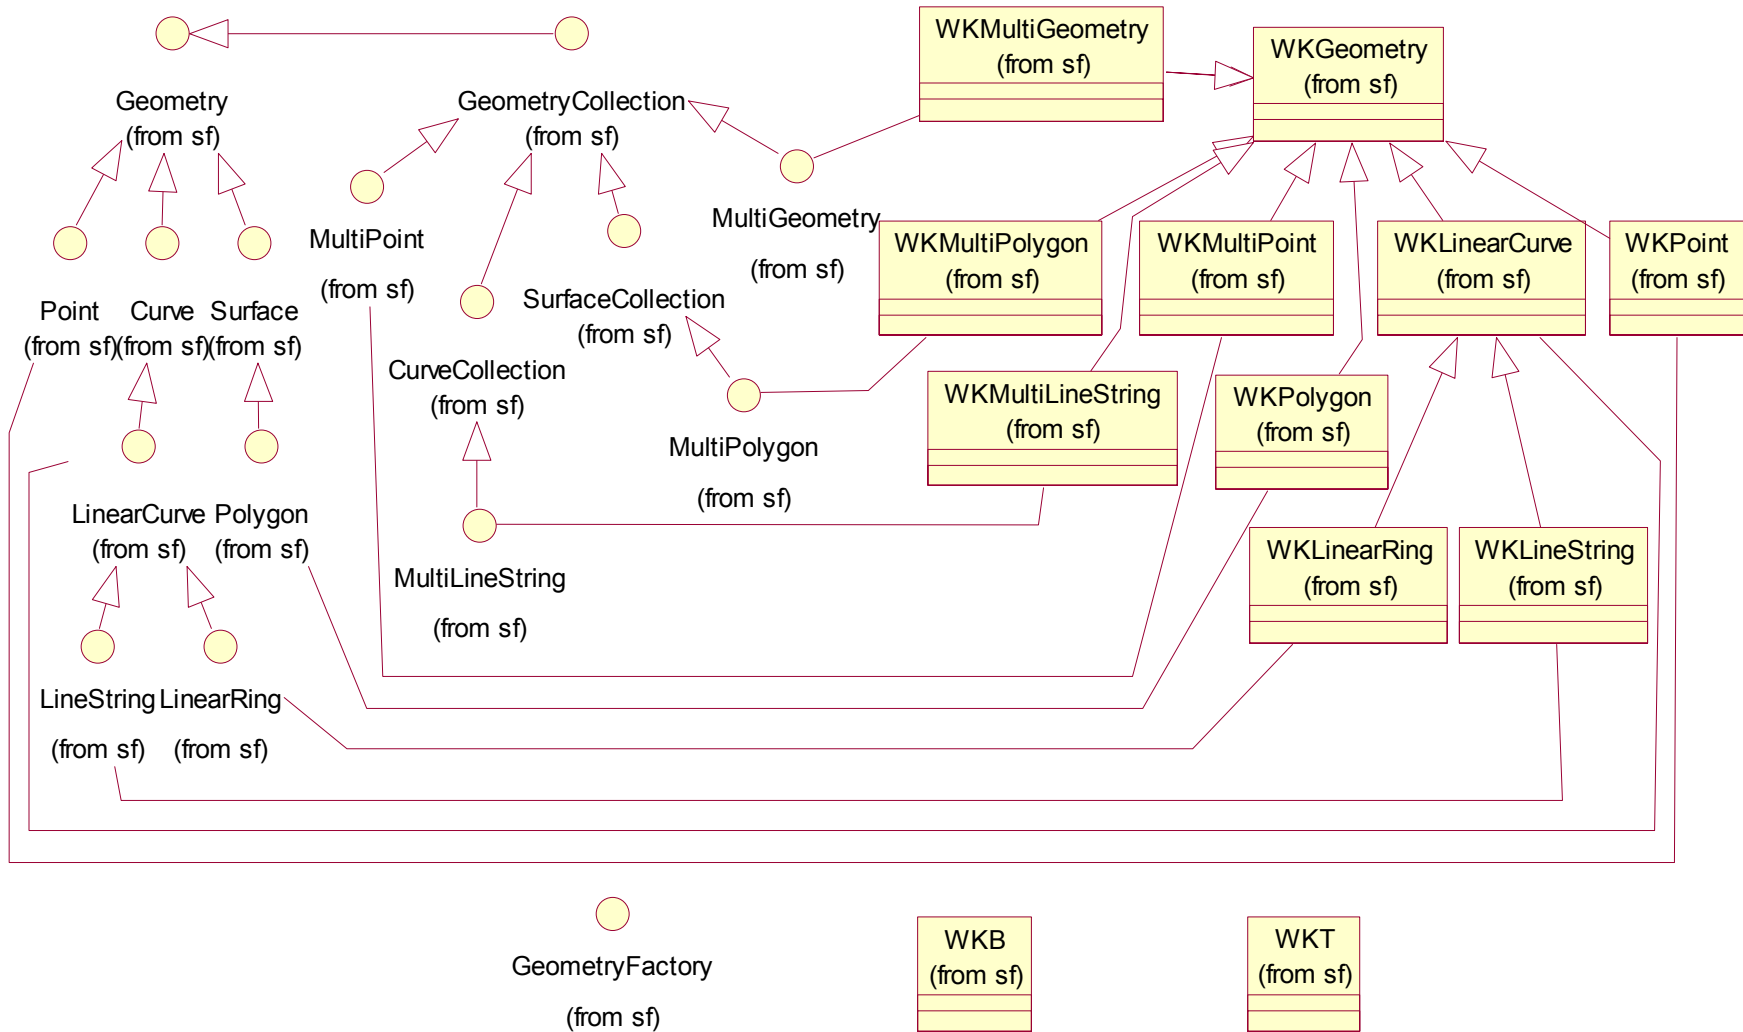 WKMultiGeometry
(from sf)
WKGeometry
(from sf)
Geometry
(from sf)
GeometryCollection
(from sf)
MultiPoint
(from sf)
MultiGeometry
(from sf)
WKMultiPolygon
(from sf)
WKMultiPoint
(from sf)
WKLinearCurve
(from sf)
WKPoint
(from sf)
Point
(from sf)
Curve
(from sf)
Surface
(from sf)
SurfaceCollection
(from sf)
CurveCollection
(from sf)
WKMultiLineString
(from sf)
WKPolygon
(from sf)
MultiPolygon
(from sf)
LinearCurve
(from sf)
Polygon
(from sf)
WKLinearRing
(from sf)
WKLineString
(from sf)
MultiLineString
(from sf)
LineString
(from sf)
LinearRing
(from sf)
GeometryFactory
(from sf)
WKB
(from sf)
WKT
(from sf)